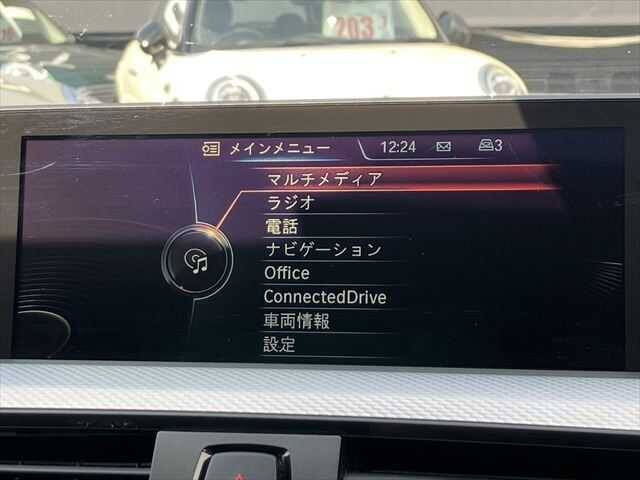 203
メインメニュー 12:24 3
マルチメディア
ラジオ
電話
ナビゲーション
Office
ConnectedDrive
車両情報
設定